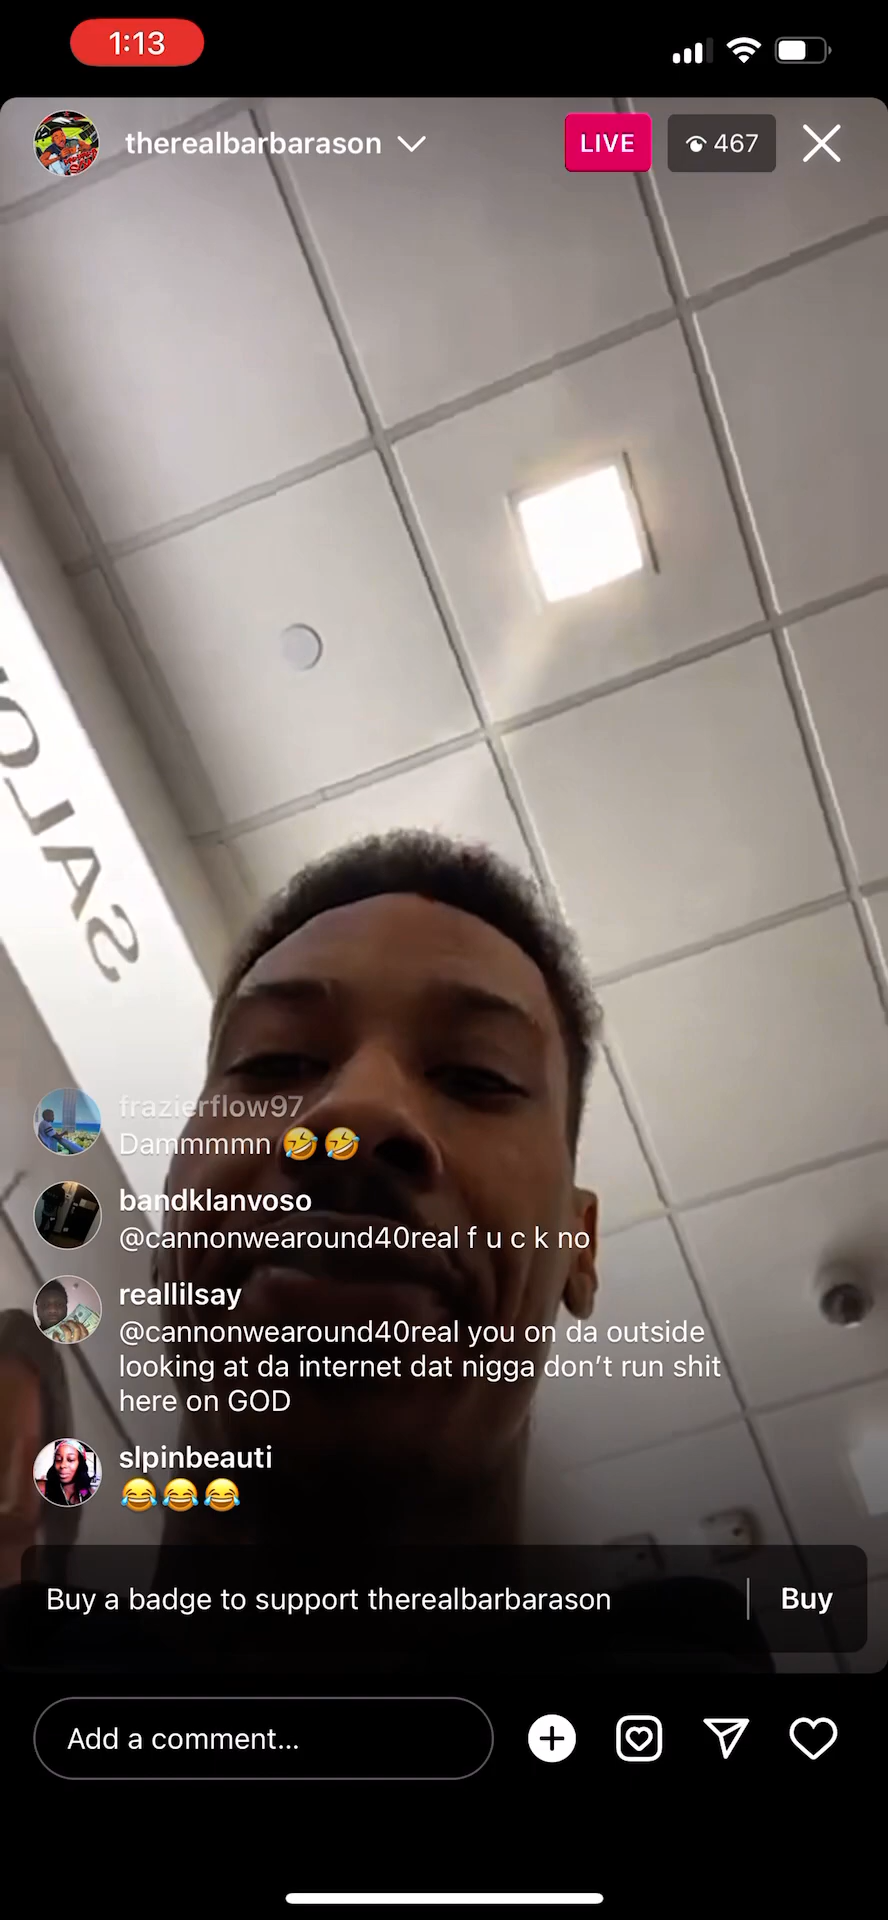 1:13
therealbarbarason
LIVE
467
SALO
frazierflow97
Dammmmn 🤣🤣
bandklanvoso
@cannonwearound40real f u c k no
reallilsay
@cannonwearound40real you on da outside
looking at da internet dat nigga don’t run shit
here on GOD
slpinbeauti
😂😂😂
Buy a badge to support therealbarbarason
Buy
Add a comment...